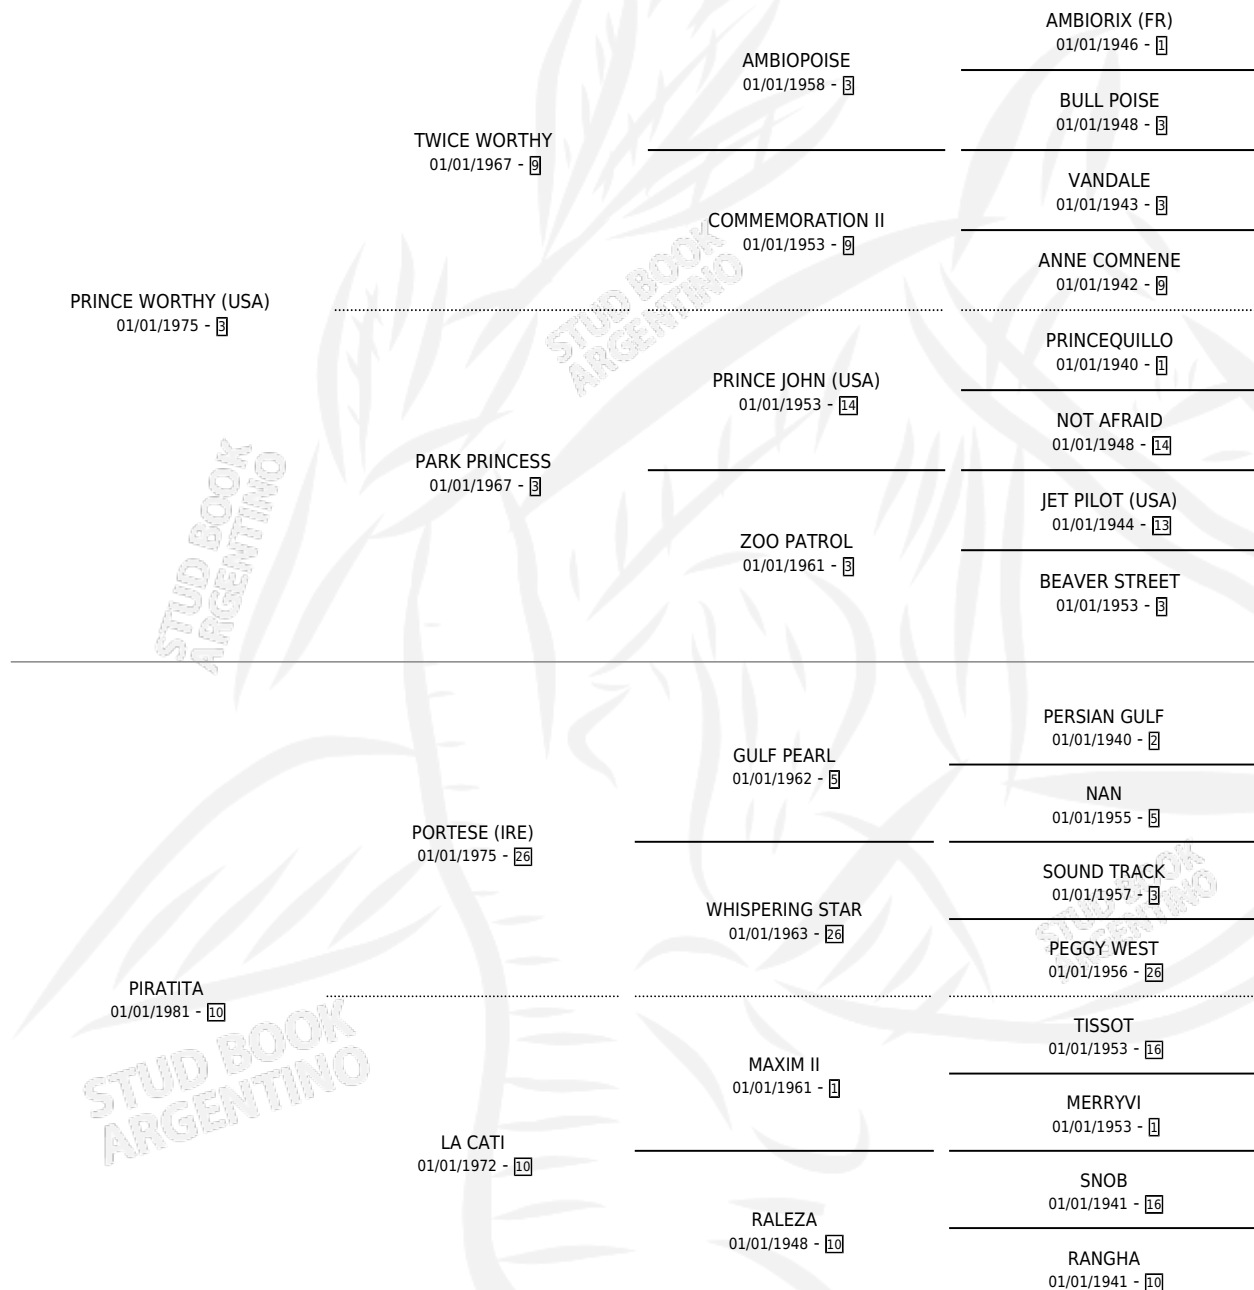 AMBIORIX (FR)
01/01/1946 - 1
AMBIOPOISE
01/01/1958 - 3
BULL POISE
01/01/1948 - 3
TWICE WORTHY
01/01/1967 - 9
VANDALE
01/01/1943 - 3
COMMEMORATION II
01/01/1953 - 9
ANNE COMNENE
01/01/1942 - 9
PRINCE WORTHY (USA)
01/01/1975 - 3
PRINCEQUILLO
01/01/1940 - 1
PRINCE JOHN (USA)
01/01/1953 - 14
NOT AFRAID
01/01/1948 - 14
PARK PRINCESS
01/01/1967 - 3
JET PILOT (USA)
01/01/1944 - 13
ZOO PATROL
01/01/1961 - 3
BEAVER STREET
01/01/1953 - 3
PERSIAN GULF
01/01/1940 - 2
GULF PEARL
01/01/1962 - 5
NAN
01/01/1955 - 5
PORTESE (IRE)
01/01/1975 - 26
SOUND TRACK
01/01/1957 - 3
WHISPERING STAR
01/01/1963 - 26
PEGGY WEST
01/01/1956 - 26
PIRATITA
01/01/1981 - 10
TISSOT
01/01/1953 - 16
MAXIM II
01/01/1961 - 1
MERRYVI
01/01/1953 - 1
LA CATI
01/01/1972 - 10
SNOB
01/01/1941 - 16
RALEZA
01/01/1948 - 10
RANGHA
01/01/1941 - 10
STUD BOOK
ARGENTINO
STUD BOOK
ARGENTINO
STUD BOOK
ARGENTINO
STUD BOOK
ARGENTINO